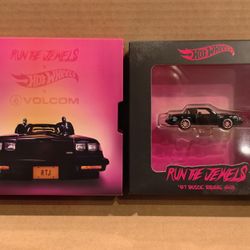 RUN THE JEWELS
X
Hot Wheels
X
VOLCOM
RTJ
Hot Wheels
RUN THE JEWELS
'87 BUICK REGAL GNX